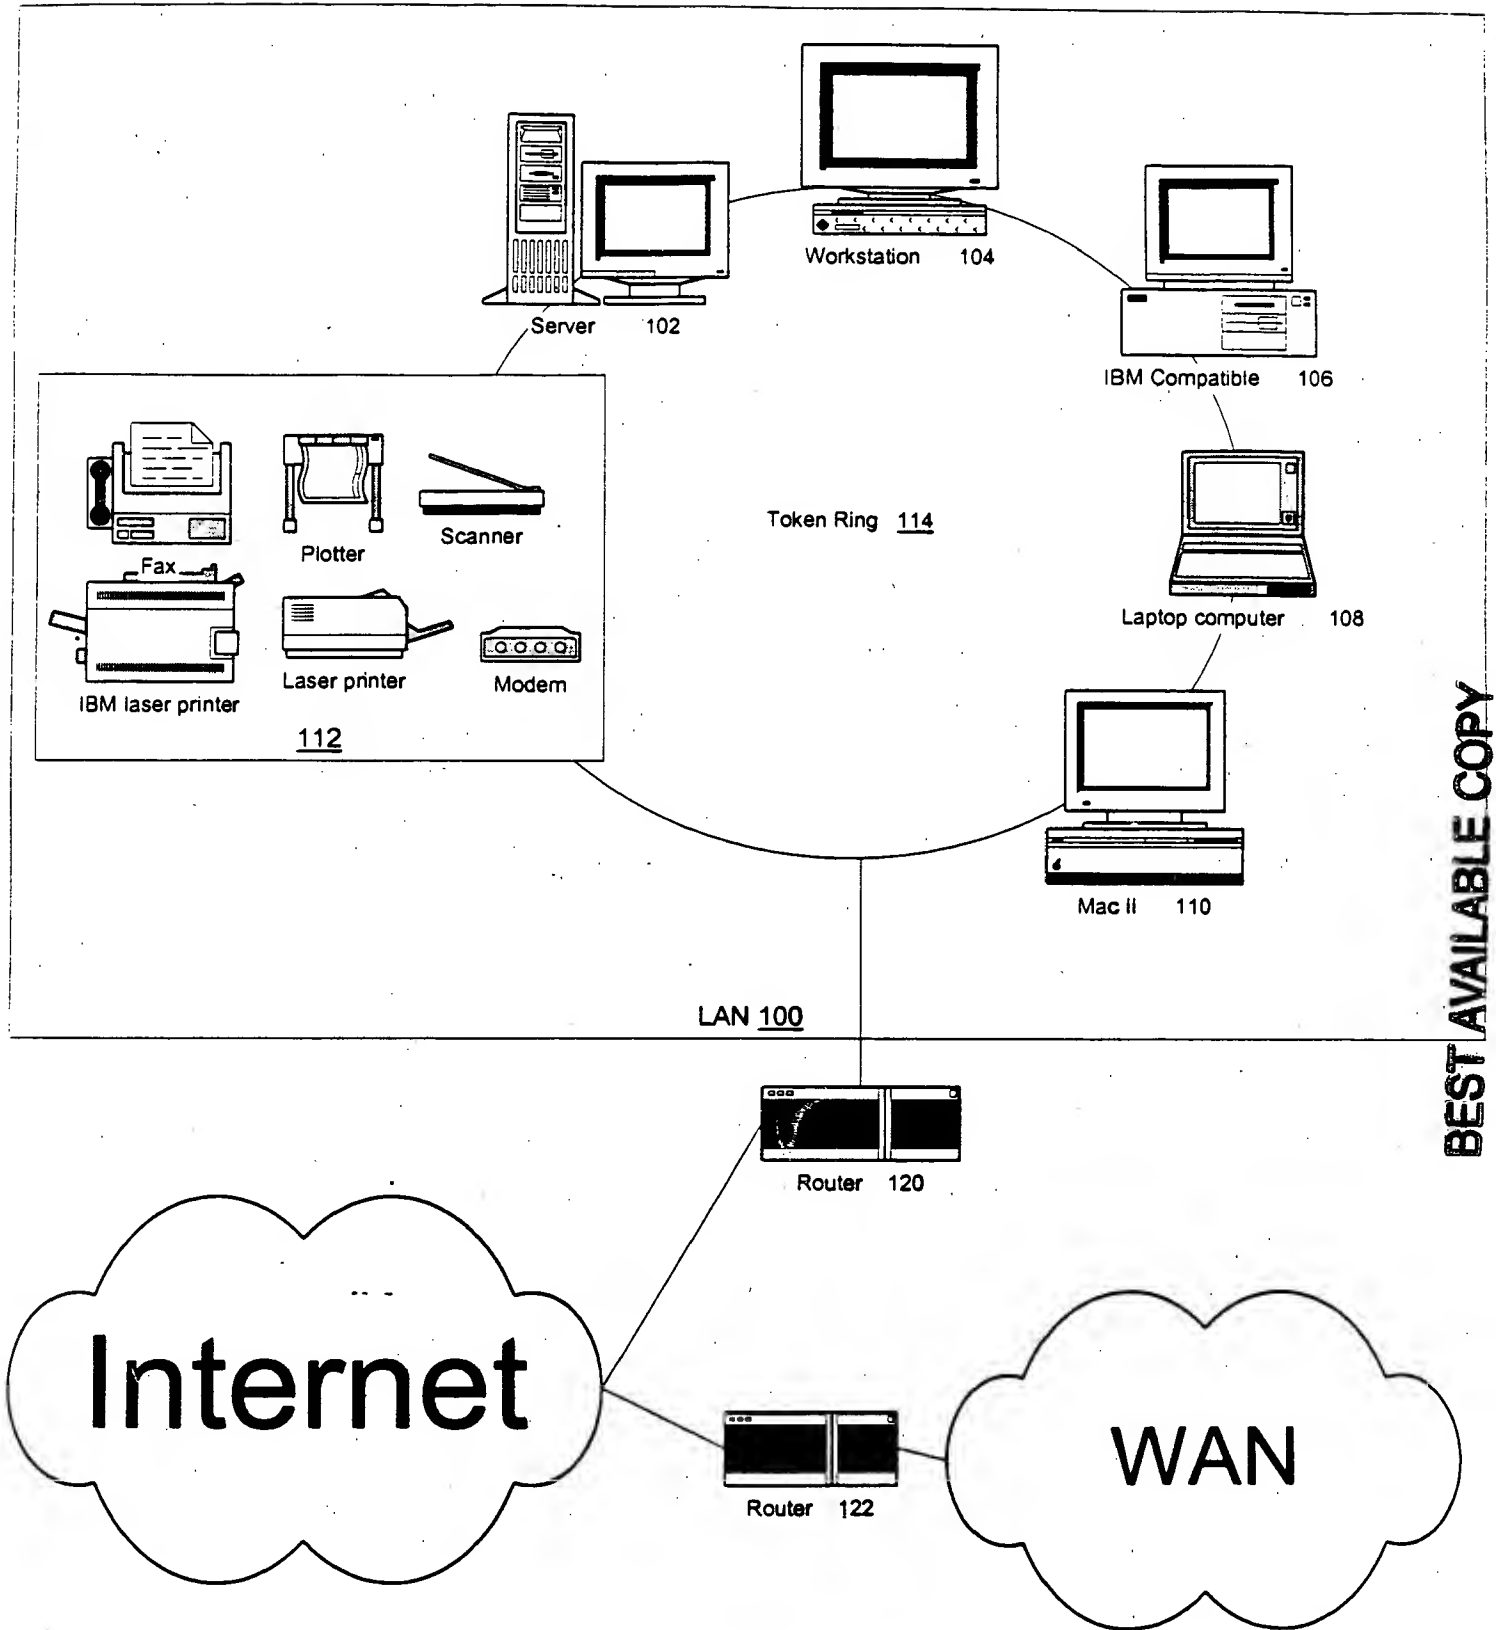 Workstation 104
Server 102
IBM Compatible 106
Fax
Plotter
Scanner
Token Ring 114
IBM laser printer
Laser printer
Modem
Laptop computer 108
112
Mac II 110
LAN 100
BEST AVAILABLE COPY
Router 120
Internet
WAN
Router 122